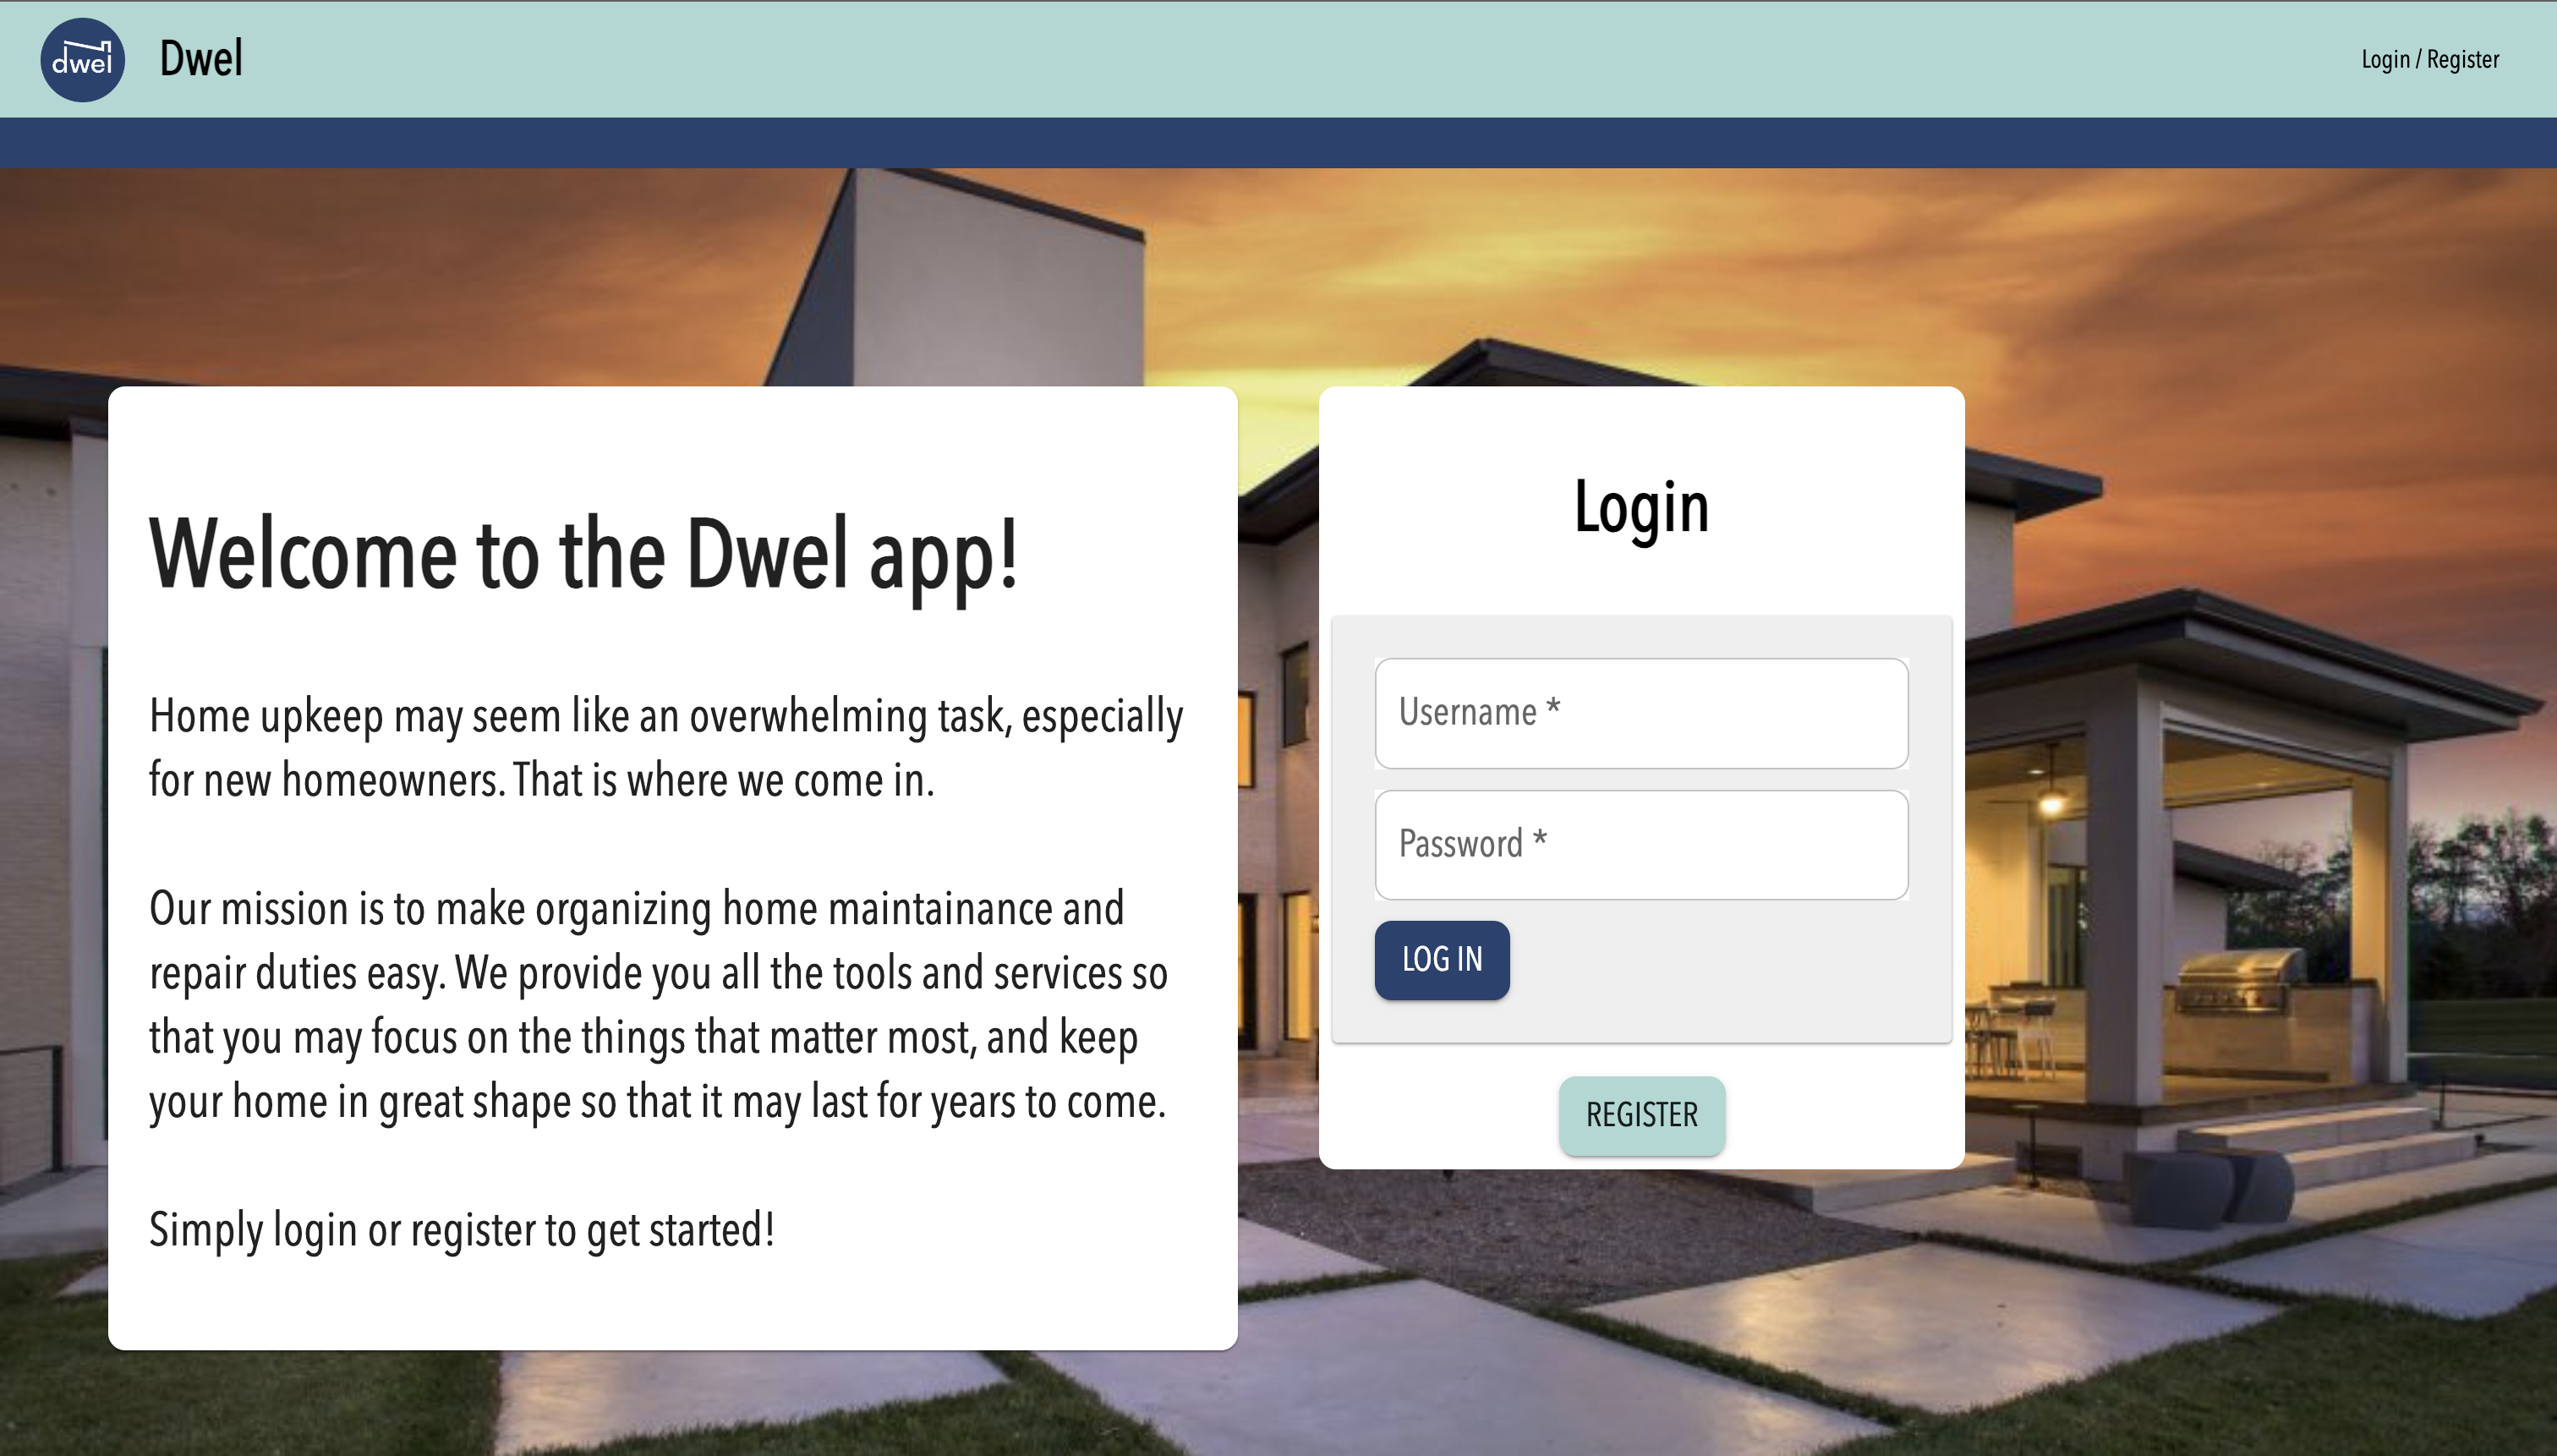 dwel
Dwel
Login / Register
Welcome to the Dwel app!
Home upkeep may seem like an overwhelming task, especially
for new homeowners. That is where we come in.
Our mission is to make organizing home maintainance and
repair duties easy. We provide you all the tools and services so
that you may focus on the things that matter most, and keep
your home in great shape so that it may last for years to come.
Simply login or register to get started!
Login
Username *
Password *
LOG IN
REGISTER